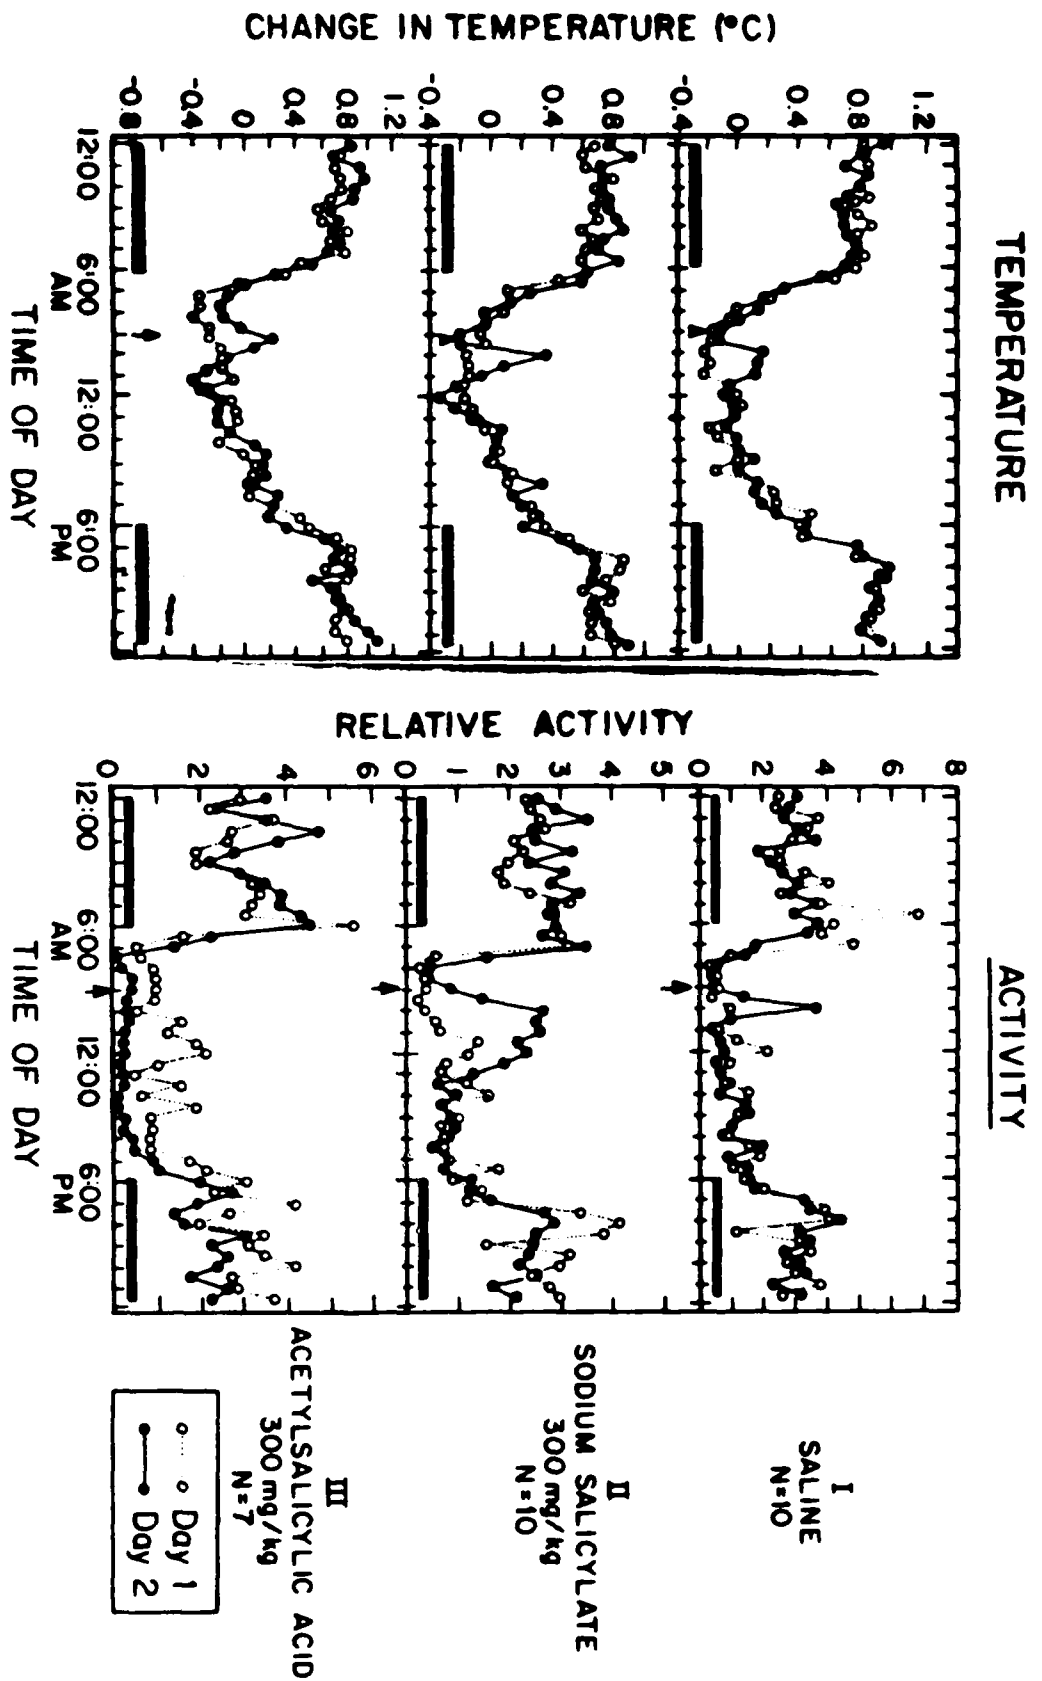 TEMPERATURE
ACTIVITY
CHANGE IN TEMPERATURE (°C)
1.2
0.8
0.4
0
-0.4
0.8
0.4
0
-0.4
1.2
0.8
0.4
0
-0.4
-0.8
12:00
6:00
12:00
6:00
AM
PM
TIME OF DAY
RELATIVE ACTIVITY
8
6
4
2
0
5
4
3
2
1
0
6
4
2
0
12:00
6:00
12:00
6:00
AM
PM
TIME OF DAY
I
SALINE
N=10
II
SODIUM SALICYLATE
300 mg/kg
N=10
III
ACETYLSALICYLIC ACID
300 mg/kg
N=7
Day 1
Day 2